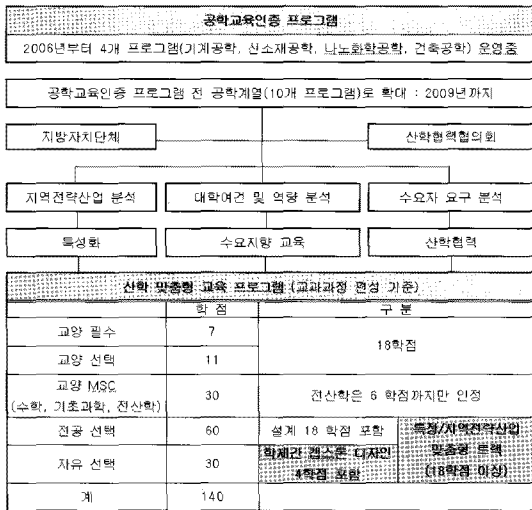 공학교육인증 프로그램
2006년부터 4개 프로그램(기계공학, 신소재공학, 나노화학공학, 건축공학) 운영중
공학교육인증 프로그램 전 공학계열(10개 프로그램)로 확대 : 2009년까지
지방자치단체 산학협력협의회
지역전략산업 분석 대학여건 및 역량 분석 수요자 요구 분석
특성화 수요지향 교육 산학협력
산학 맞춤형 교육 프로그램 (교과과정 편성 기준)
학 점 구 분
교양 필수 7
18학점
교양 선택 11
교양 MSC
(수학, 기초과학, 전산학) 30 전산학은 6 학점까지만 인정
전공 선택 60 설계 18 학점 포함
특정/지역전략산업
맞춤형 트랙
(18학점 이상)
자유 선택 30
학제간 캡스톤 디자인
4학점 포함
계 140